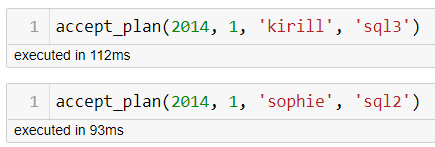 1 accept_plan(2014, 1, 'kirill', 'sql3')
executed in 112ms
1 accept_plan(2014, 1, 'sophie', 'sql2')
executed in 93ms